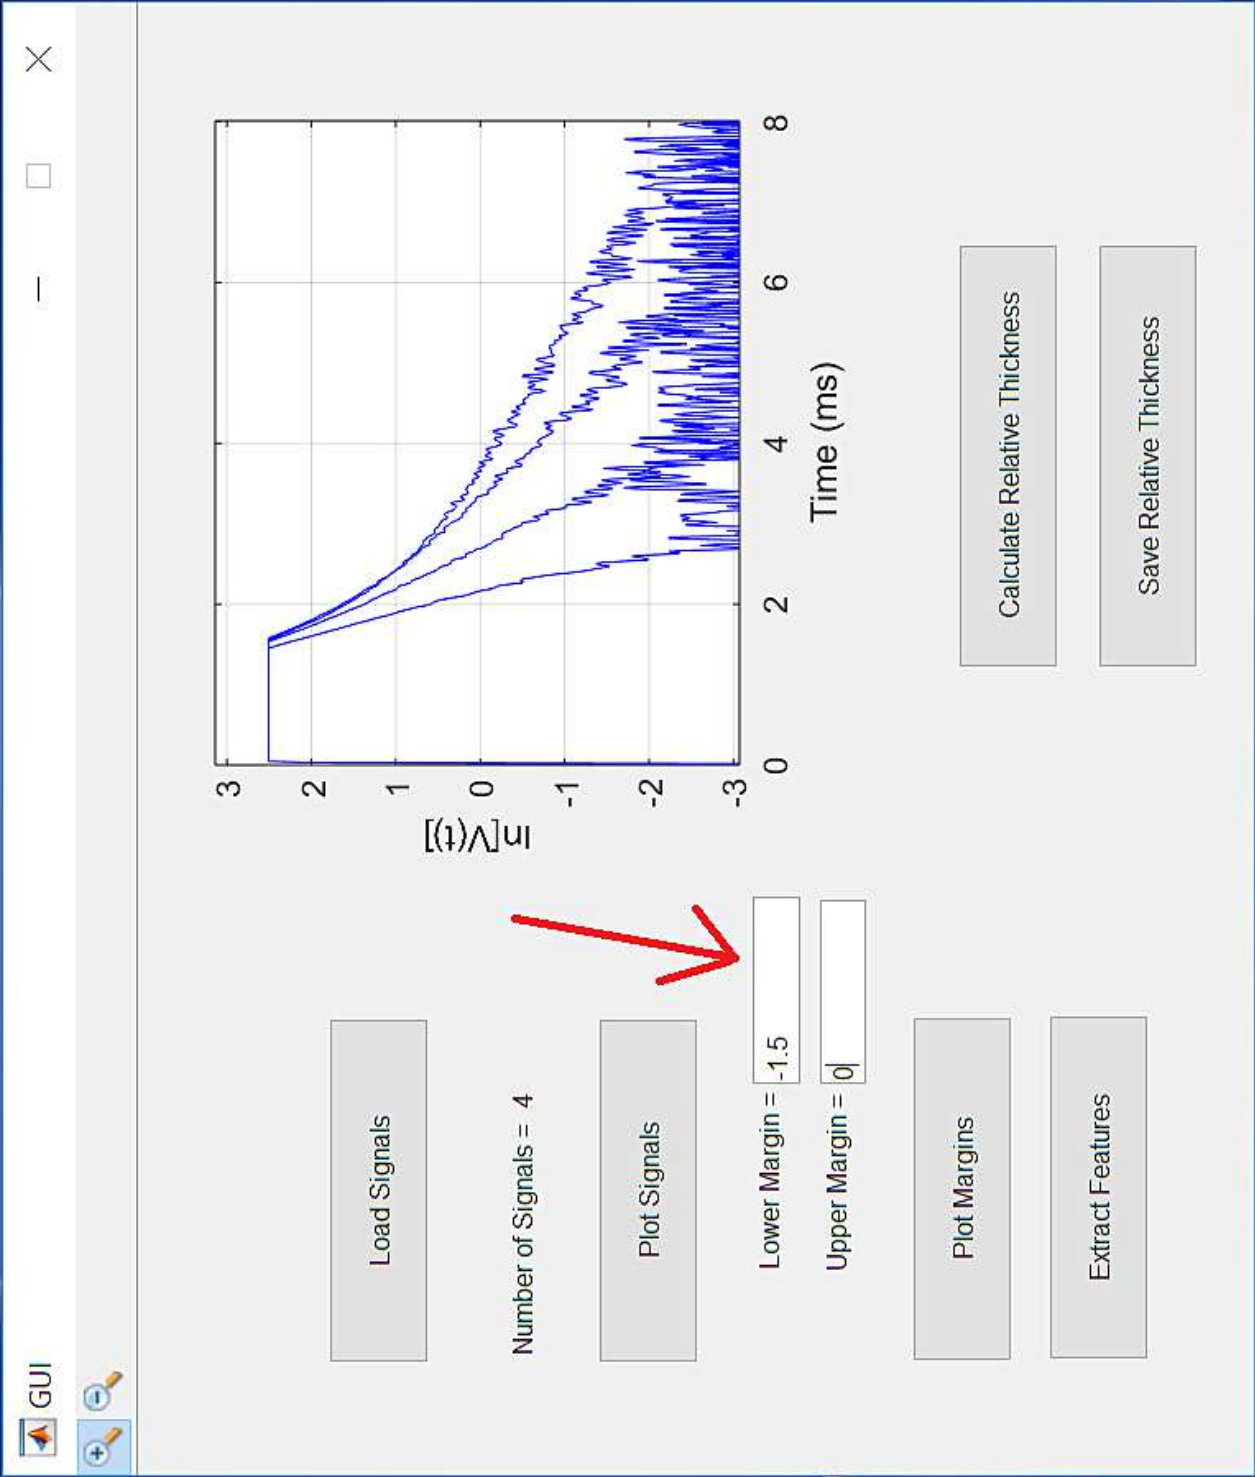 GUI
Load Signals
Number of Signals = 4
Plot Signals
Lower Margin = -1.5
Upper Margin = 0
Plot Margins
Extract Features
ln[V(t)]
3
2
1
0
-1
-2
-3
0 2 4 6 8
Time (ms)
Calculate Relative Thickness
Save Relative Thickness